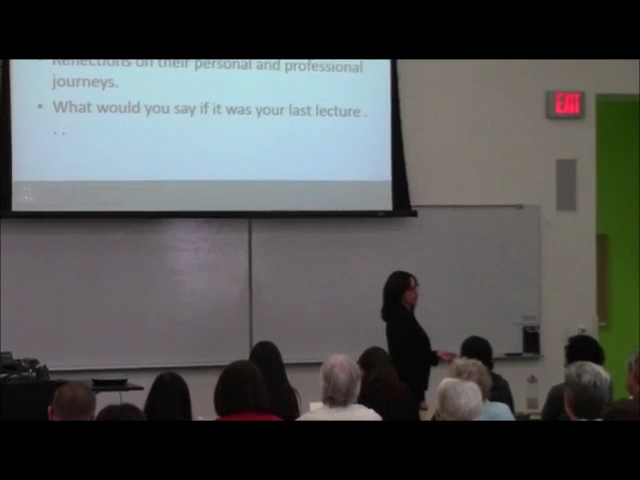 Reflections on their personal and professional
journeys.
• What would you say if it was your last lecture .
. .
EXIT